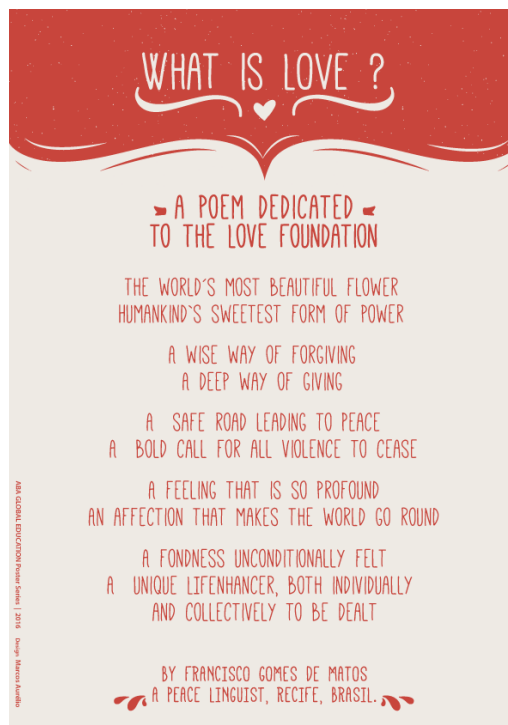 WHAT IS LOVE ?
A POEM DEDICATED
TO THE LOVE FOUNDATION
THE WORLD´S MOST BEAUTIFUL FLOWER
HUMANKIND`S SWEETEST FORM OF POWER
A WISE WAY OF FORGIVING
A DEEP WAY OF GIVING
A SAFE ROAD LEADING TO PEACE
A BOLD CALL FOR ALL VIOLENCE TO CEASE
A FEELING THAT IS SO PROFOUND
AN AFFECTION THAT MAKES THE WORLD GO ROUND
A FONDNESS UNCONDITIONALLY FELT
A UNIQUE LIFENHANCER, BOTH INDIVIDUALLY
AND COLLECTIVELY TO BE DEALT
BY FRANCISCO GOMES DE MATOS
A PEACE LINGUIST, RECIFE, BRASIL.
ABA GLOBAL EDUCATION Poster Series | 2016 Design: Marcos Aurélio